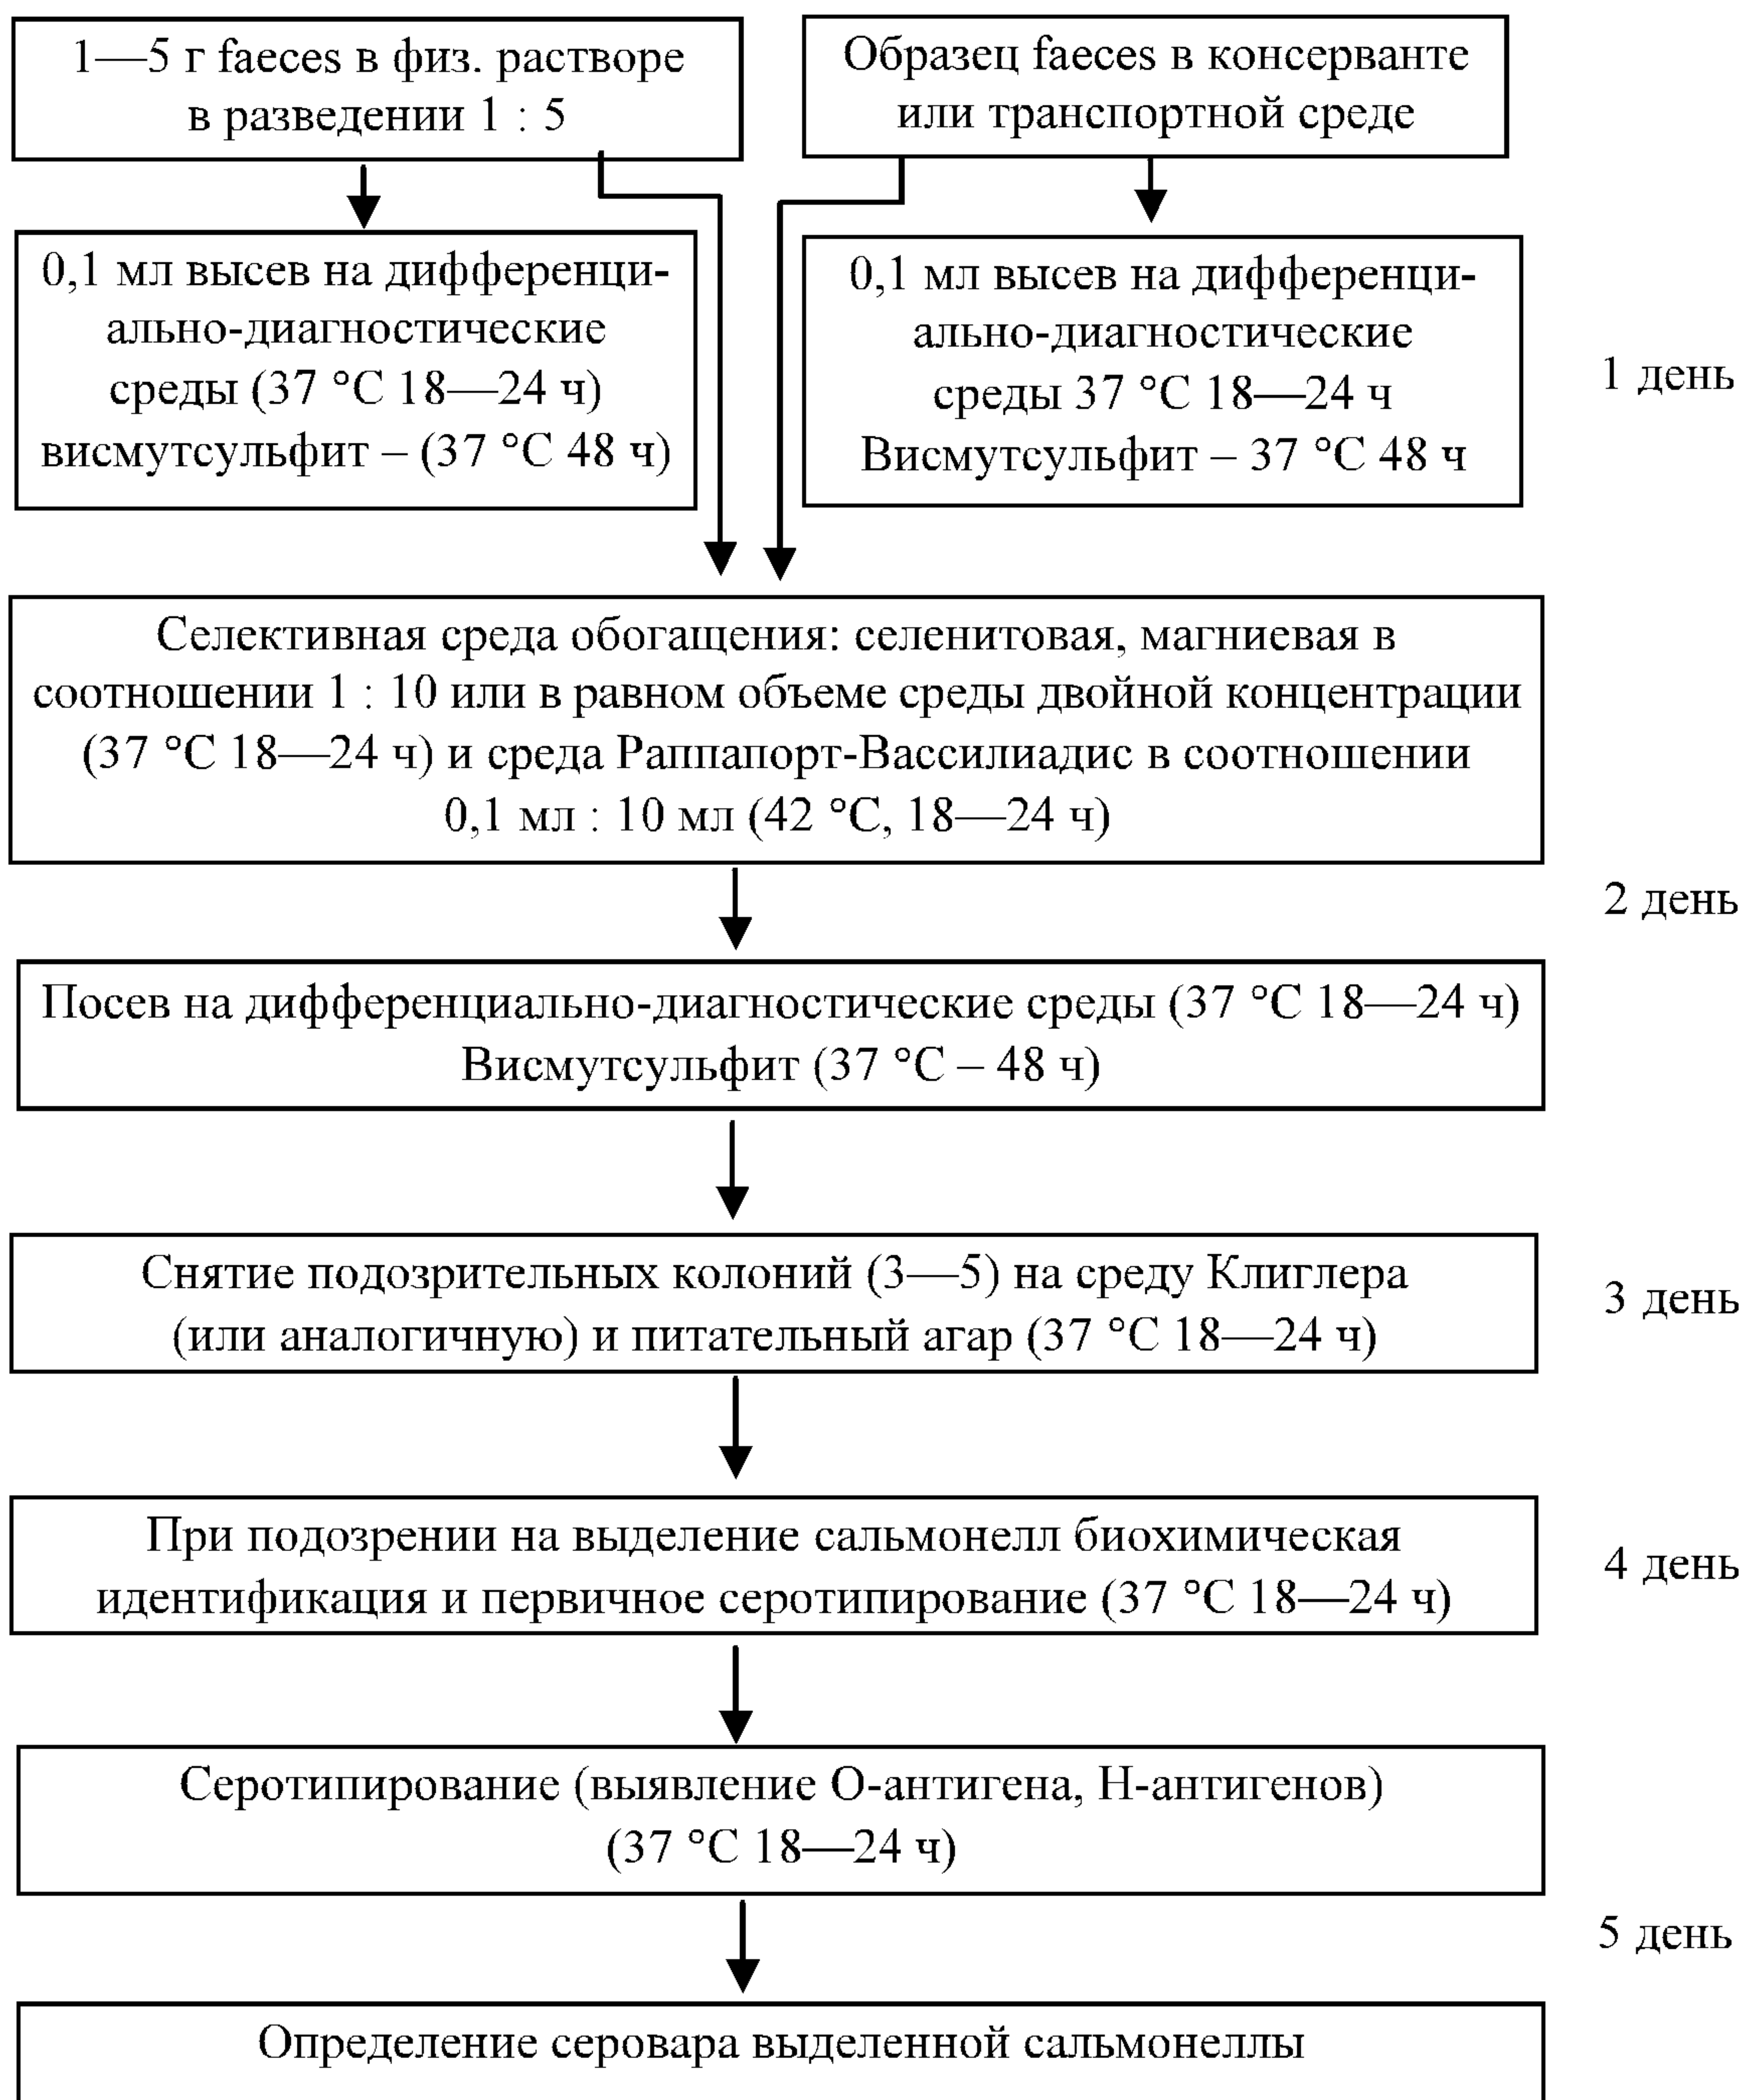 1—5 г faeces в физ. растворе
в разведении 1 : 5
Образец faeces в консерванте
или транспортной среде
0,1 мл высев на дифференци-
ально-диагностические
среды (37 °С 18—24 ч)
висмутсульфит – (37 °С 48 ч)
0,1 мл высев на дифференци-
ально-диагностические
среды 37 °С 18—24 ч
Висмутсульфит – 37 °С 48 ч
1 день
Селективная среда обогащения: селенитовая, магниевая в
соотношении 1 : 10 или в равном объеме среды двойной концентрации
(37 °С 18—24 ч) и среда Раппапорт-Вассилиадис в соотношении
0,1 мл : 10 мл (42 °С, 18—24 ч)
2 день
Посев на дифференциально-диагностические среды (37 °С 18—24 ч)
Висмутсульфит (37 °С – 48 ч)
Снятие подозрительных колоний (3—5) на среду Клиглера
(или аналогичную) и питательный агар (37 °С 18—24 ч)
3 день
При подозрении на выделение сальмонелл биохимическая
идентификация и первичное серотипирование (37 °С 18—24 ч)
4 день
Серотипирование (выявление О-антигена, Н-антигенов)
(37 °С 18—24 ч)
5 день
Определение серовара выделенной сальмонеллы